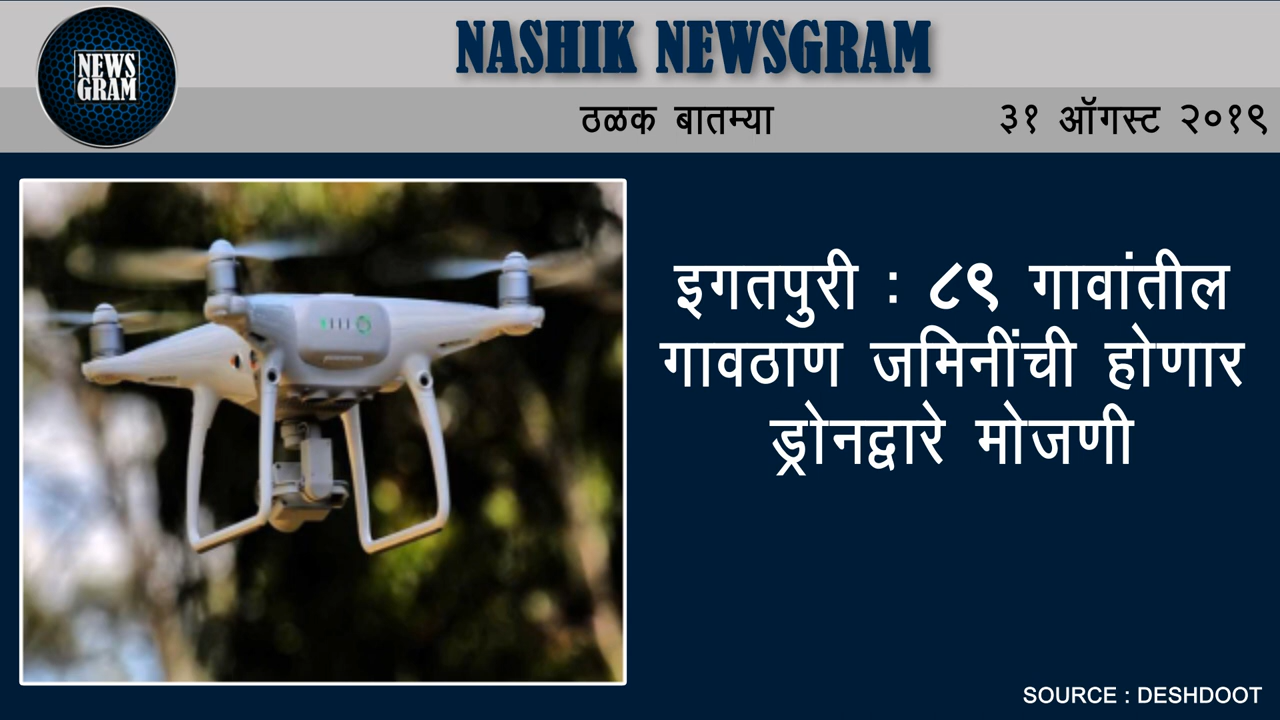 NEWS
GRAM
NASHIK NEWSGRAM
ठळक बातम्या
३१ ऑगस्ट २०१९
इगतपुरी : ८९ गावांतील
गावठाण जमिनींची होणार
ड्रोनद्वारे मोजणी
SOURCE : DESHDOOT